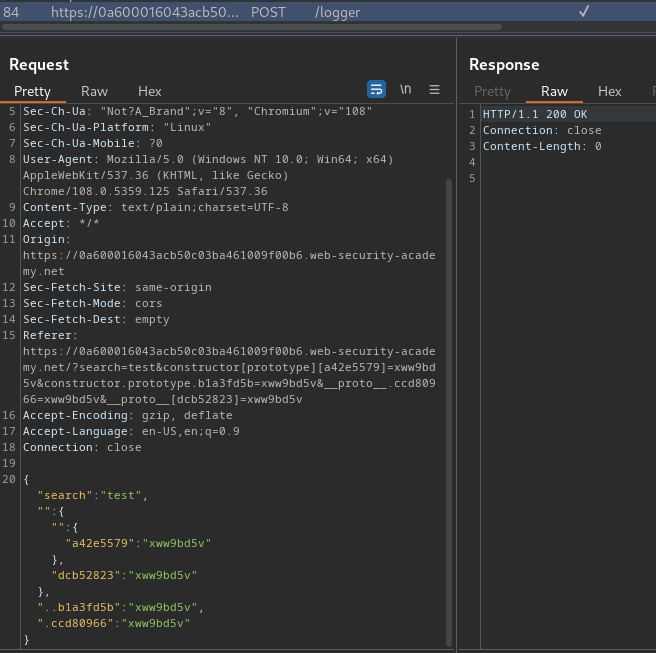 84 https://0a600016043acb50... POST /logger ✓
Request
Pretty Raw Hex \n
5 Sec-Ch-Ua: "Not?A_Brand";v="8", "Chromium";v="108"
6 Sec-Ch-Ua-Platform: "Linux"
7 Sec-Ch-Ua-Mobile: ?0
8 User-Agent: Mozilla/5.0 (Windows NT 10.0; Win64; x64)
AppleWebKit/537.36 (KHTML, like Gecko)
Chrome/108.0.5359.125 Safari/537.36
9 Content-Type: text/plain;charset=UTF-8
10 Accept: */*
11 Origin:
https://0a600016043acb50c03ba461009f00b6.web-security-acade
my.net
12 Sec-Fetch-Site: same-origin
13 Sec-Fetch-Mode: cors
14 Sec-Fetch-Dest: empty
15 Referer:
https://0a600016043acb50c03ba461009f00b6.web-security-acade
my.net/?search=test&constructor[prototype][a42e5579]=xww9bd
5v&constructor.prototype.b1a3fd5b=xww9bd5v&__proto__.ccd809
66=xww9bd5v&__proto__[dcb52823]=xww9bd5v
16 Accept-Encoding: gzip, deflate
17 Accept-Language: en-US,en;q=0.9
18 Connection: close
19
20 {
"search":"test",
"":{
"":{
"a42e5579":"xww9bd5v"
},
"dcb52823":"xww9bd5v"
},
"..b1a3fd5b":"xww9bd5v",
".ccd80966":"xww9bd5v"
}
Response
Pretty Raw Hex
1 HTTP/1.1 200 OK
2 Connection: close
3 Content-Length: 0
4
5